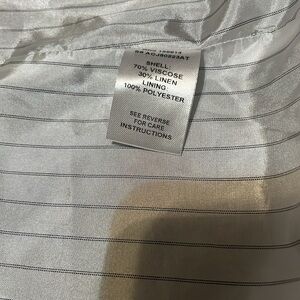 SHELL:
70% VISCOSE
30% LINEN
LINING
100% POLYESTER
SEE REVERSE
FOR CARE
INSTRUCTIONS